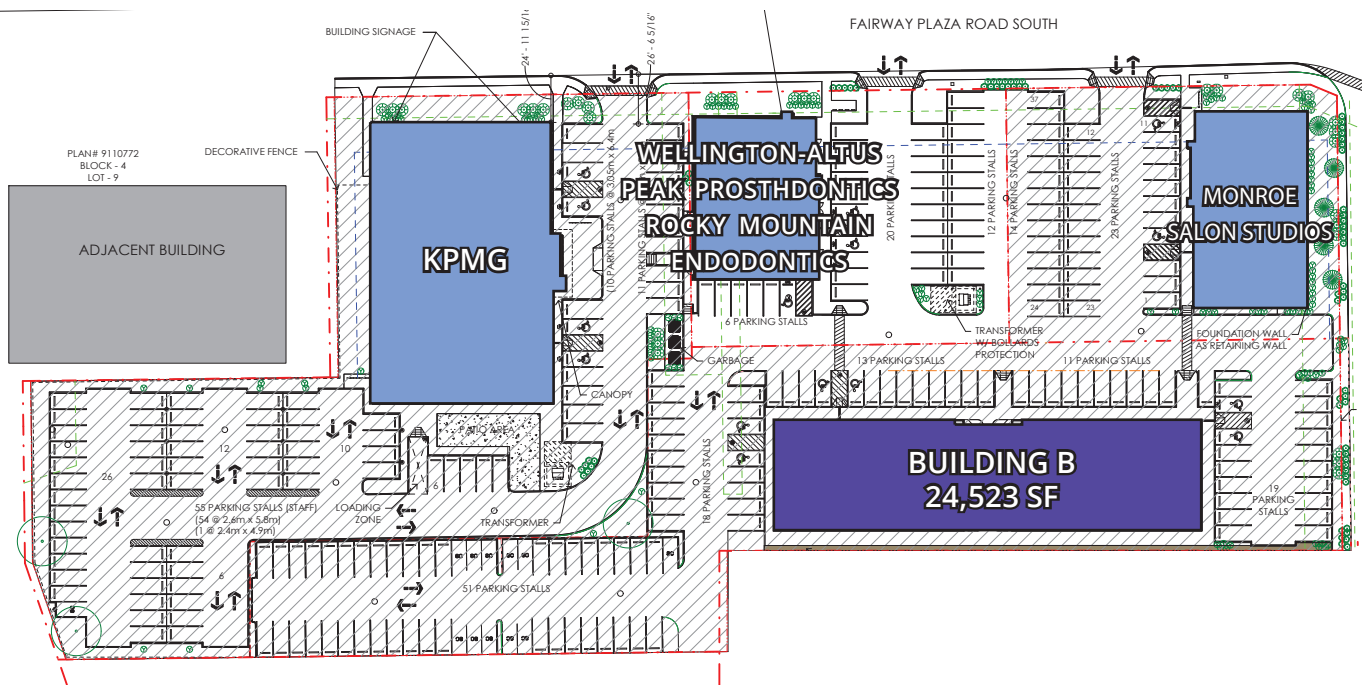 FAIRWAY PLAZA ROAD SOUTH
BUILDING SIGNAGE
26' - 6 5/16"
PLAN# 9110772
BLOCK - 4
LOT - 9
DECORATIVE FENCE
ADJACENT BUILDING
KPMG
(10 PARKING STALLS @ 3.05m x 6.4m
11 PARKING STALLS
WELLINGTON-ALTUS
PEAK PROSTHDONTICS
ROCKY MOUNTAIN
ENDODONTICS
20 PARKING STALLS
12 PARKING STALLS
14 PARKING STALLS
23 PARKING STALLS
37
12
11
24
23
MONROE
SALON STUDIOS
6 PARKING STALLS
TRANSFORMER
W/ BOLLARDS
PROTECTION
FOUNDATION WALL
AS RETAINING WALL
GARBAGE
13 PARKING STALLS
11 PARKING STALLS
CANOPY
PATIO AREA
26
12
10
6
6
55 PARKING STALLS (STAFF)
(54 @ 2.6m x 5.8m)
(1 @ 2.4m x 4.9m)
LOADING
ZONE
TRANSFORMER
18 PARKING STALLS
BUILDING B
24,523 SF
19
PARKING
STALLS
51 PARKING STALLS